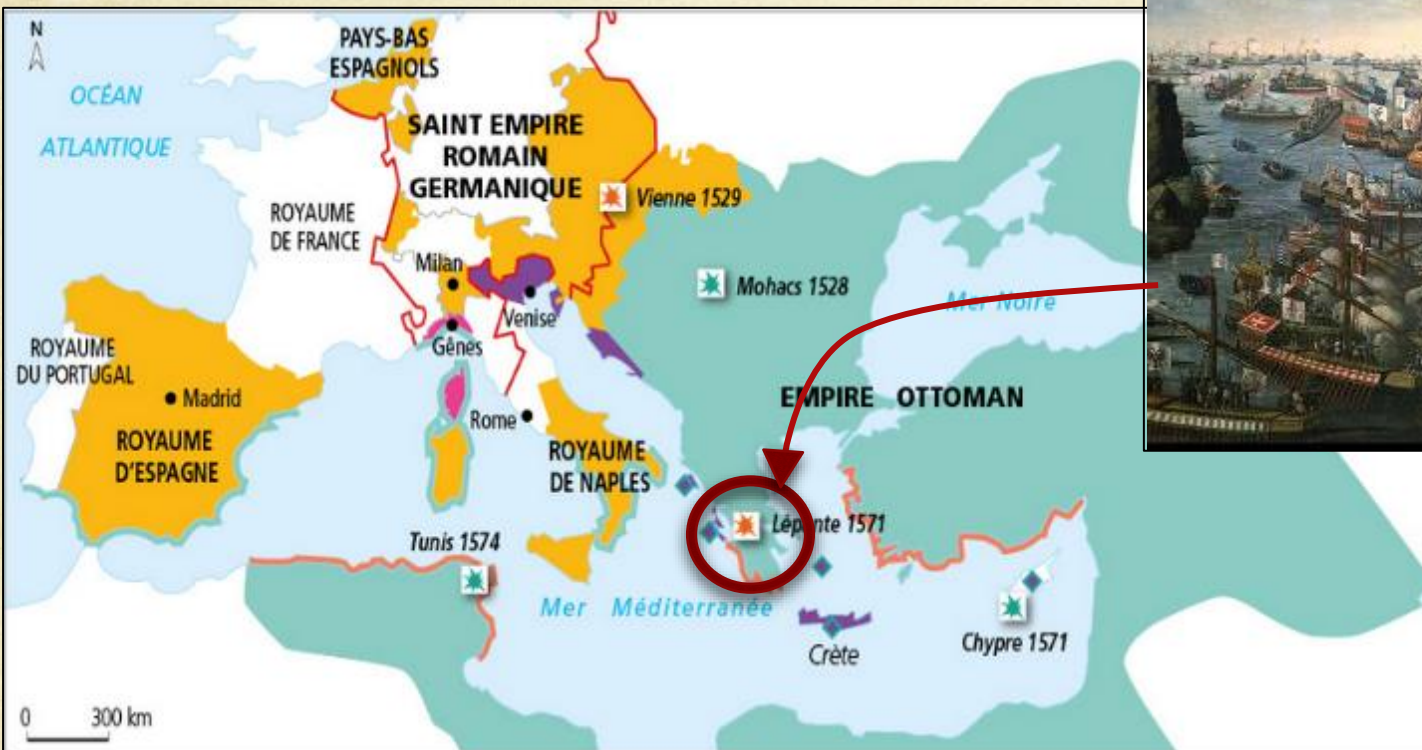 N
PAYS-BAS
ESPAGNOLS
OCÉAN
ATLANTIQUE
SAINT EMPIRE
ROMAIN
GERMANIQUE
Vienne 1529
ROYAUME
DE FRANCE
Milan
Mohacs 1528
Mer Noire
Venise
Gênes
ROYAUME
DU PORTUGAL
Madrid
EMPIRE OTTOMAN
Rome
ROYAUME
D'ESPAGNE
ROYAUME
DE NAPLES
Lépante 1571
Tunis 1574
Mer Méditerranée
Crète
Chypre 1571
0 300 km